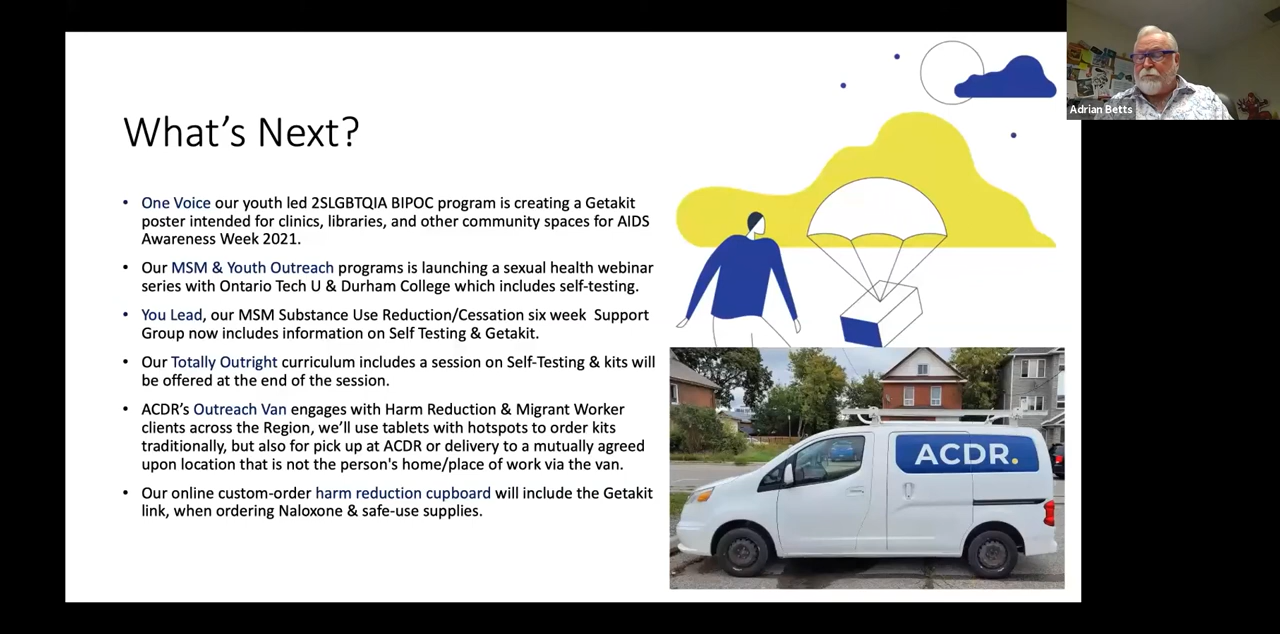 What's Next?
• One Voice our youth led 2SLGBTQIA BIPOC program is creating a Getakit
poster intended for clinics, libraries, and other community spaces for AIDS
Awareness Week 2021.
• Our MSM & Youth Outreach programs is launching a sexual health webinar
series with Ontario Tech U & Durham College which includes self-testing.
• You Lead, our MSM Substance Use Reduction/Cessation six week Support
Group now includes information on Self Testing & Getakit.
• Our Totally Outright curriculum includes a session on Self-Testing & kits will
be offered at the end of the session.
• ACDR's Outreach Van engages with Harm Reduction & Migrant Worker
clients across the Region, we'll use tablets with hotspots to order kits
traditionally, but also for pick up at ACDR or delivery to a mutually agreed
upon location that is not the person's home/place of work via the van.
• Our online custom-order harm reduction cupboard will include the Getakit
link, when ordering Naloxone & safe-use supplies.
Adrian Betts
ACDR.